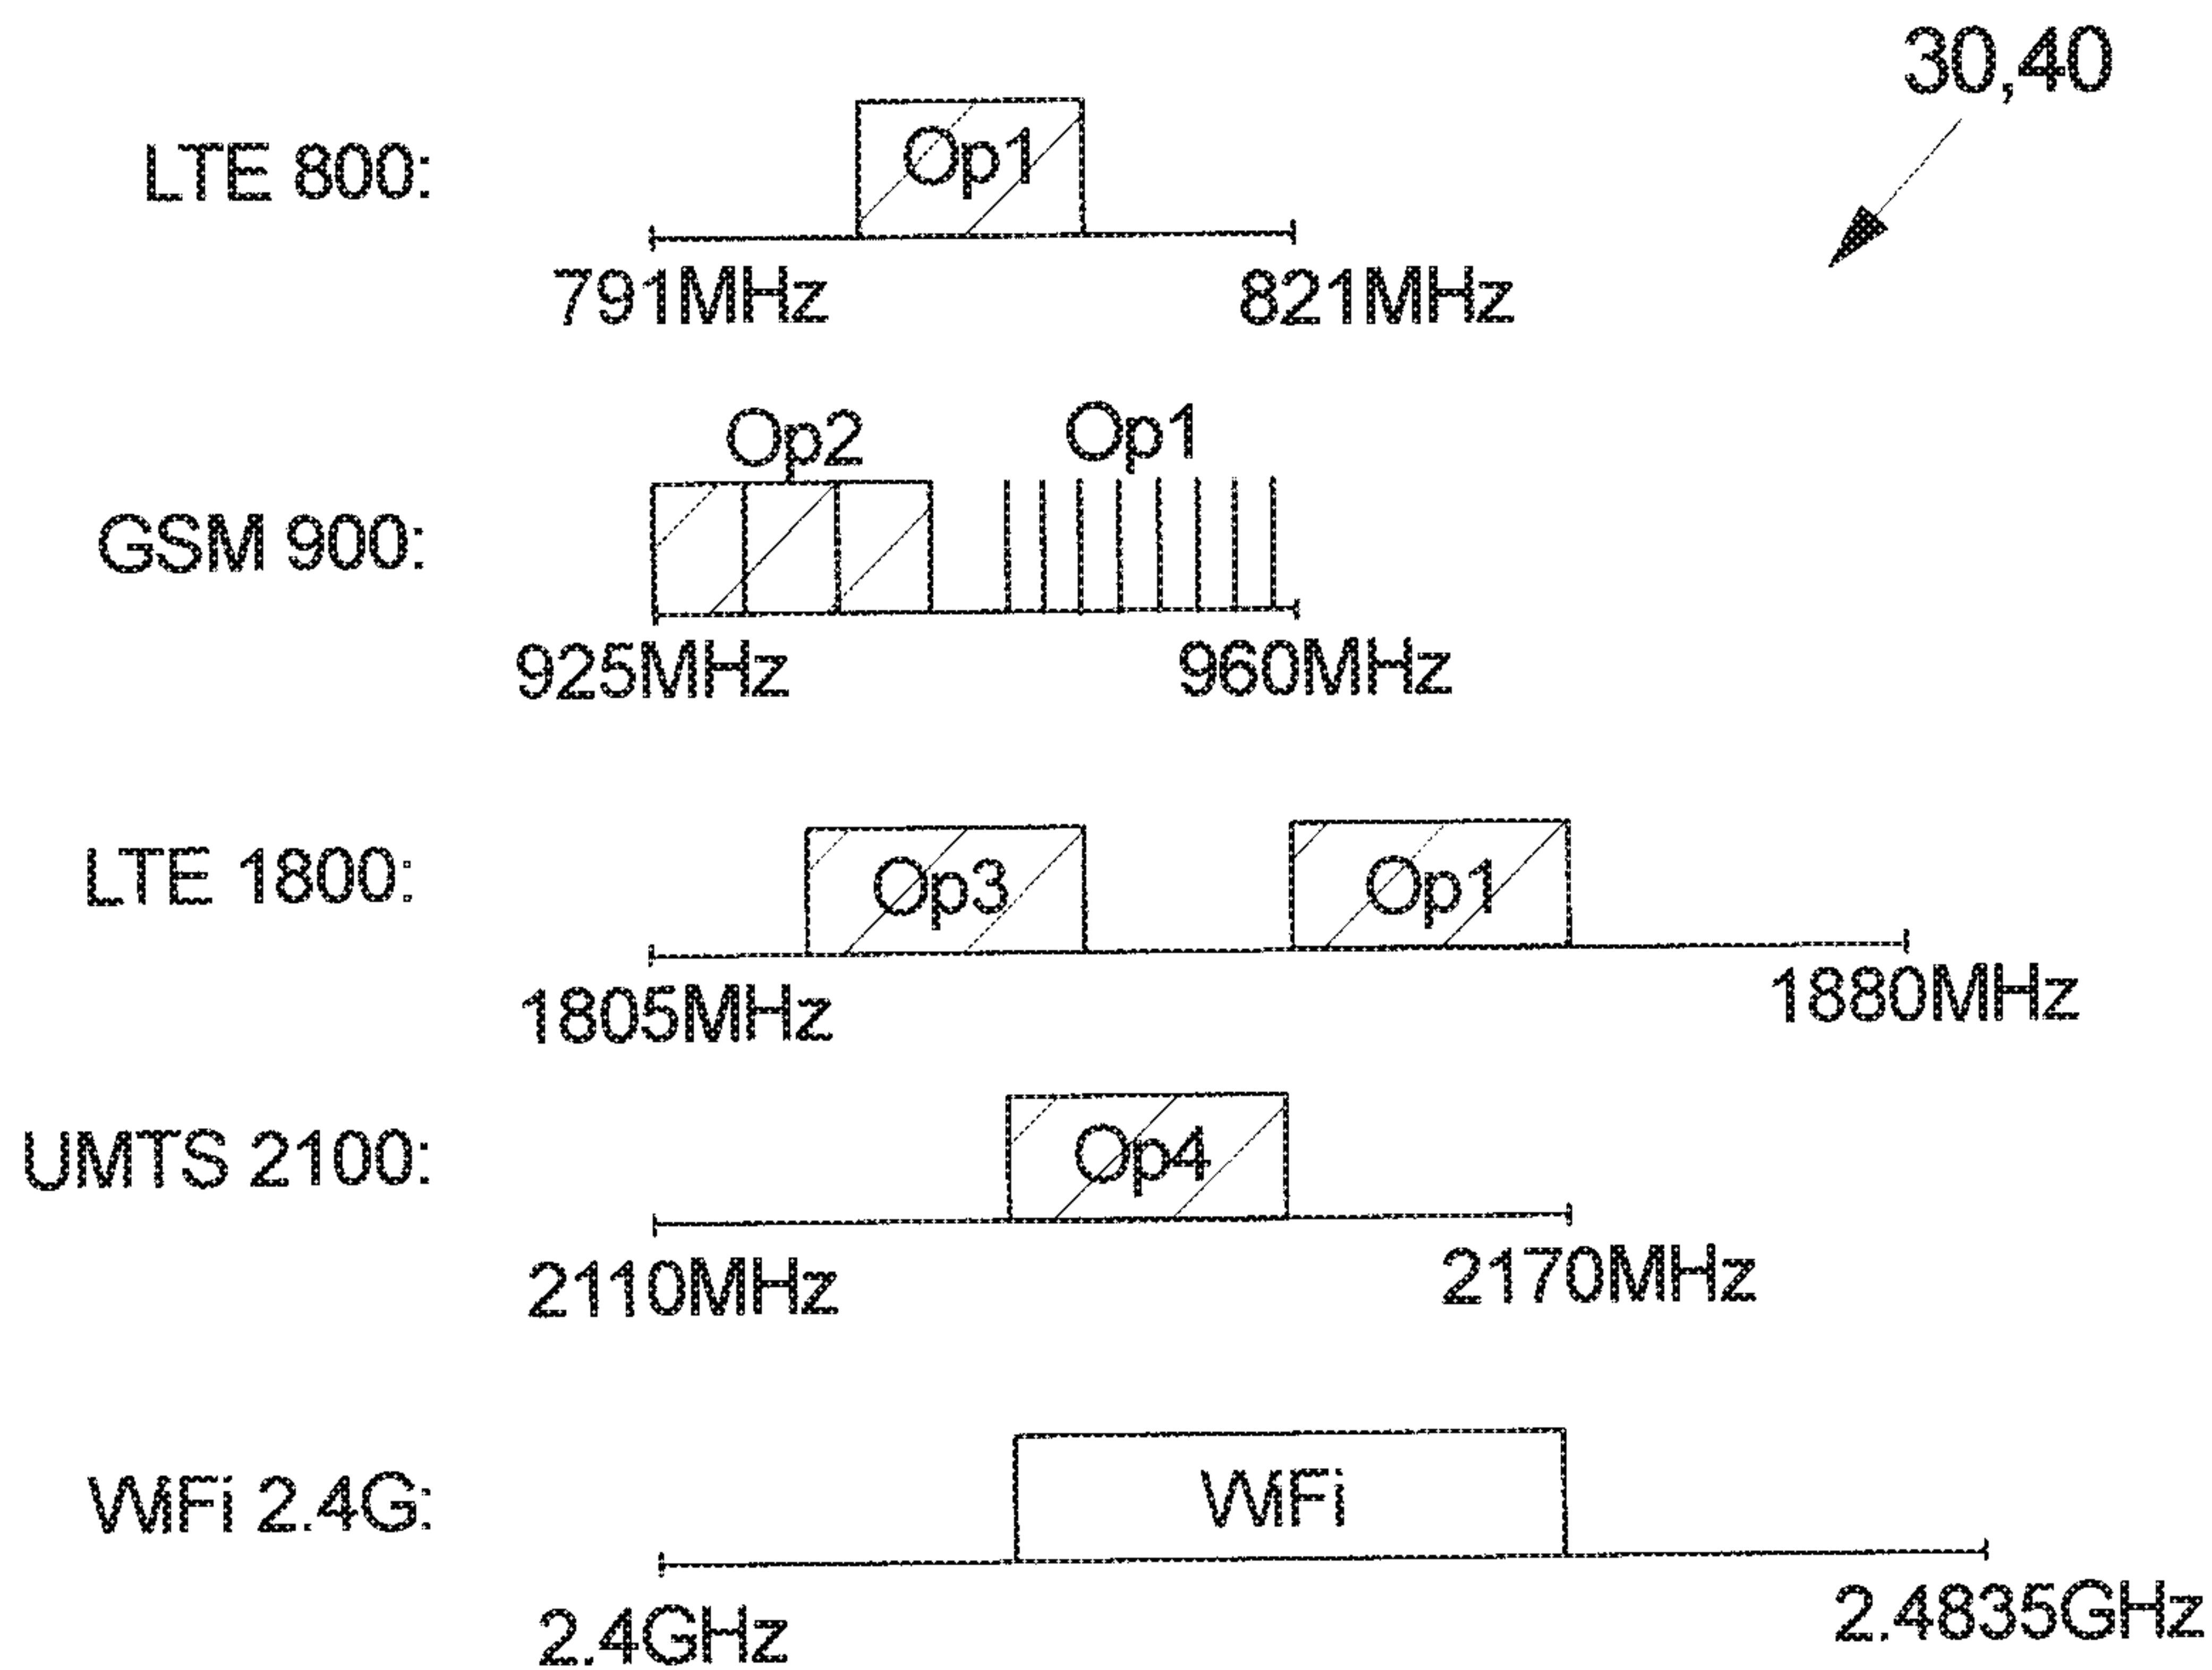 30,40
LTE 800:
Op1
791MHz 821MHz
Op2 Op1
GSM 900:
925MHz 960MHz
LTE 1800:
Op3 Op1
1805MHz 1880MHz
UMTS 2100:
Op4
2110MHz 2170MHz
WiFi 2.4G:
WiFi
2.4GHz 2.4835GHz